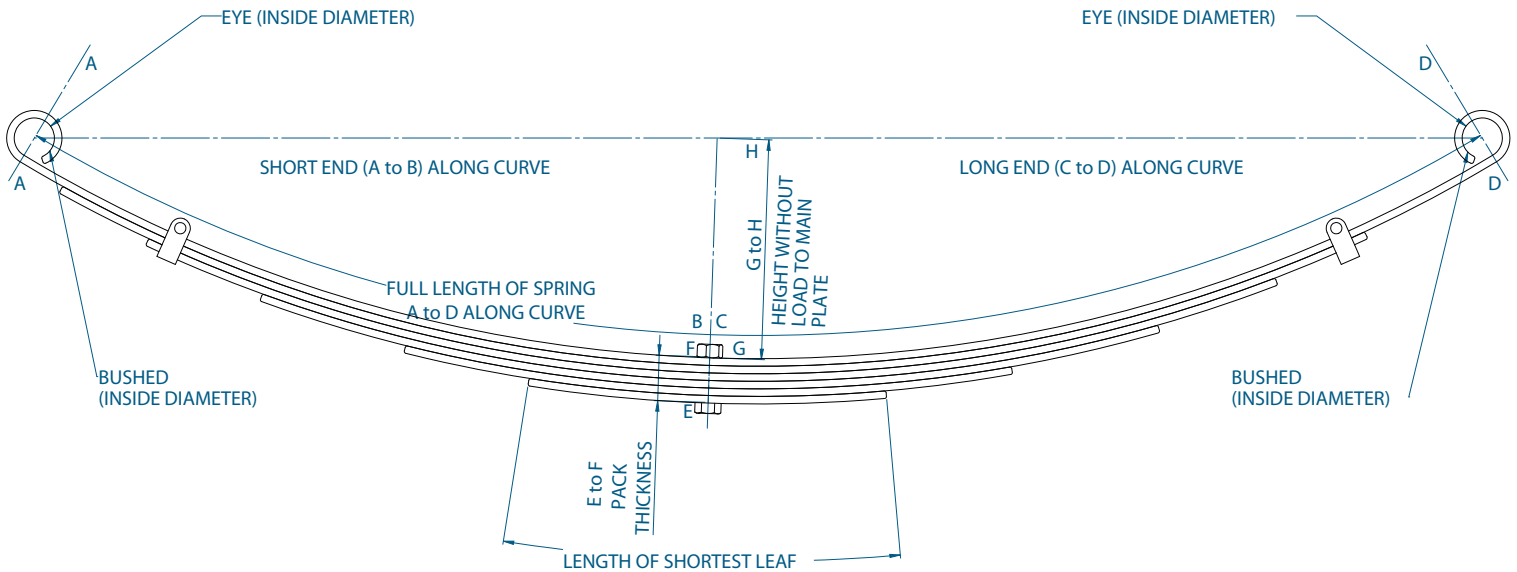 EYE (INSIDE DIAMETER)
EYE (INSIDE DIAMETER)
A
D
H
SHORT END (A to B) ALONG CURVE
LONG END (C to D) ALONG CURVE
A
D
G to H
HEIGHT WITHOUT
LOAD TO MAIN
PLATE
FULL LENGTH OF SPRING
A to D ALONG CURVE
B C
F
G
BUSHED
(INSIDE DIAMETER)
BUSHED
(INSIDE DIAMETER)
E
E to F
PACK
THICKNESS
LENGTH OF SHORTEST LEAF